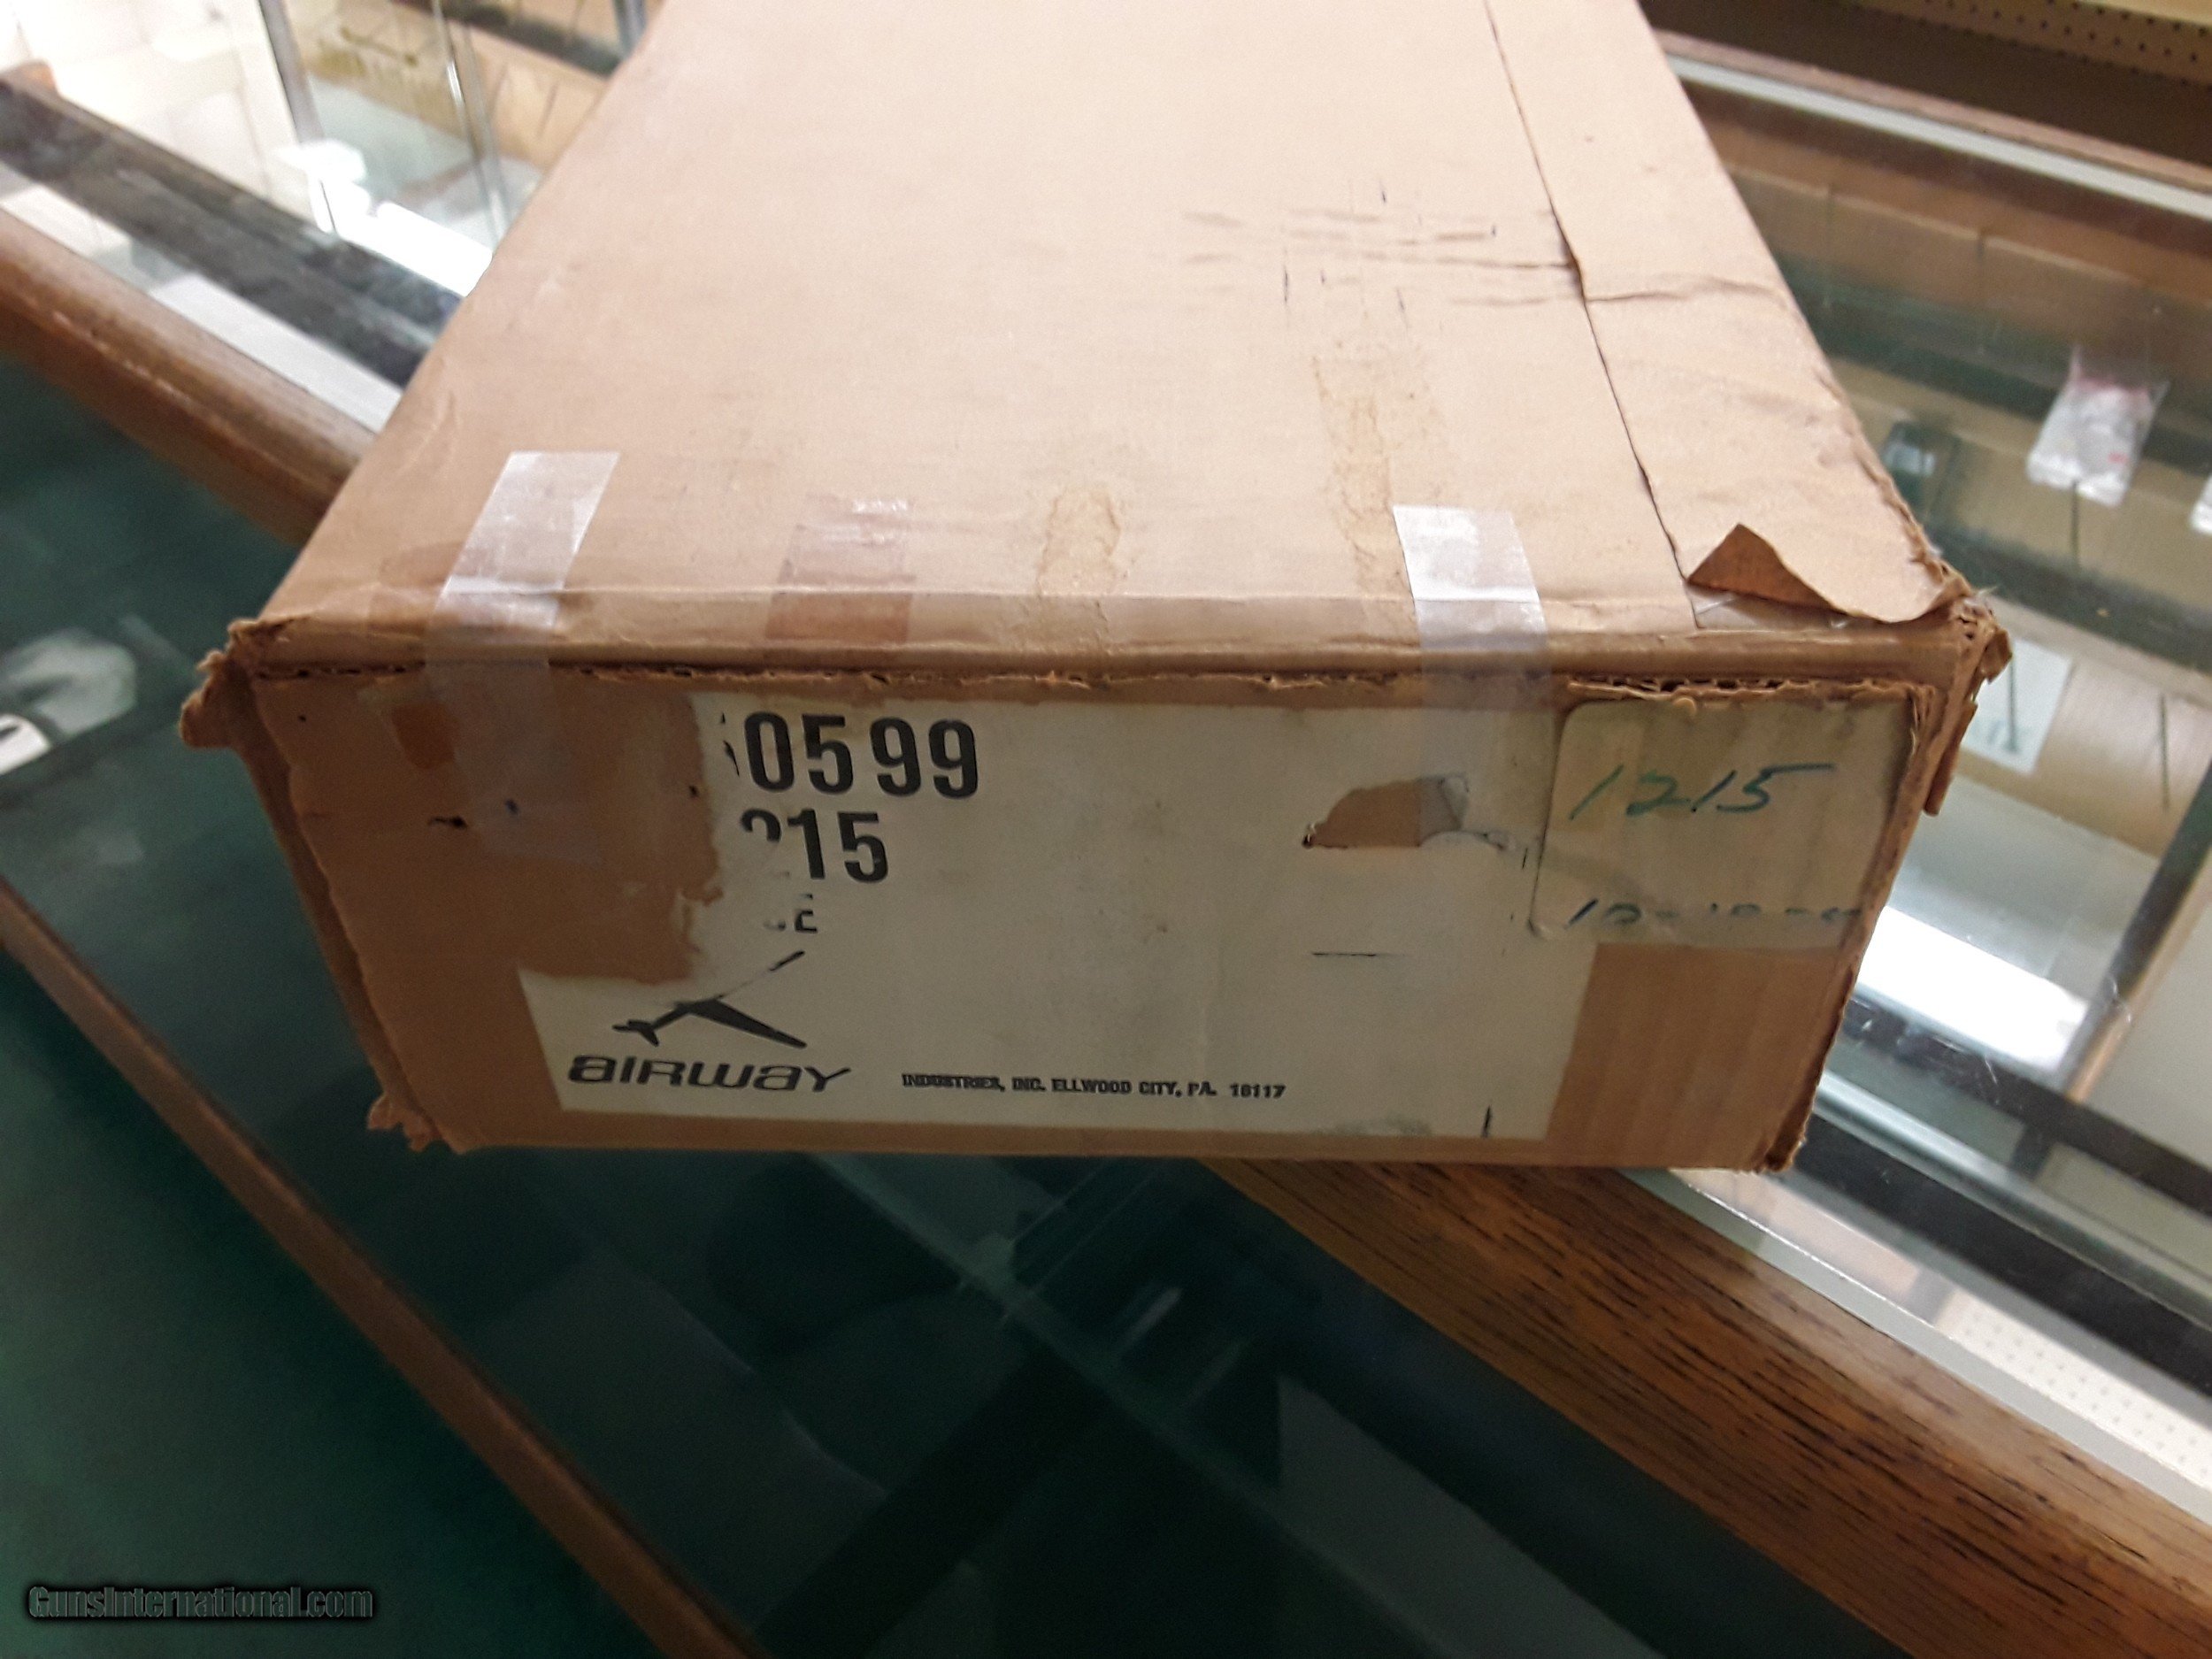 0599
215
1215
AIRWAY
INDUSTRIES, INC. ELLWOOD CITY, PA. 16117
GunsInternational.com